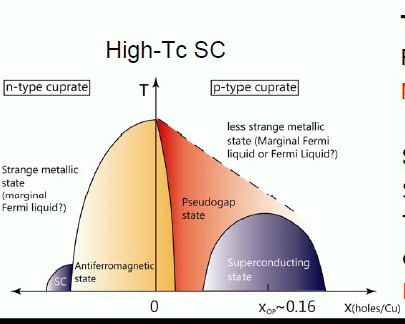 High-Tc SC
n-type cuprate
T
p-type cuprate
less strange metallic
state (Marginal Fermi
liquid or Fermi Liquid?)
Strange metallic
state
(marginal
Fermi liquid?)
Pseudogap
state
Antiferromagnetic
state
SC
Superconducting
state
0
xOP~0.16
X(holes/Cu)